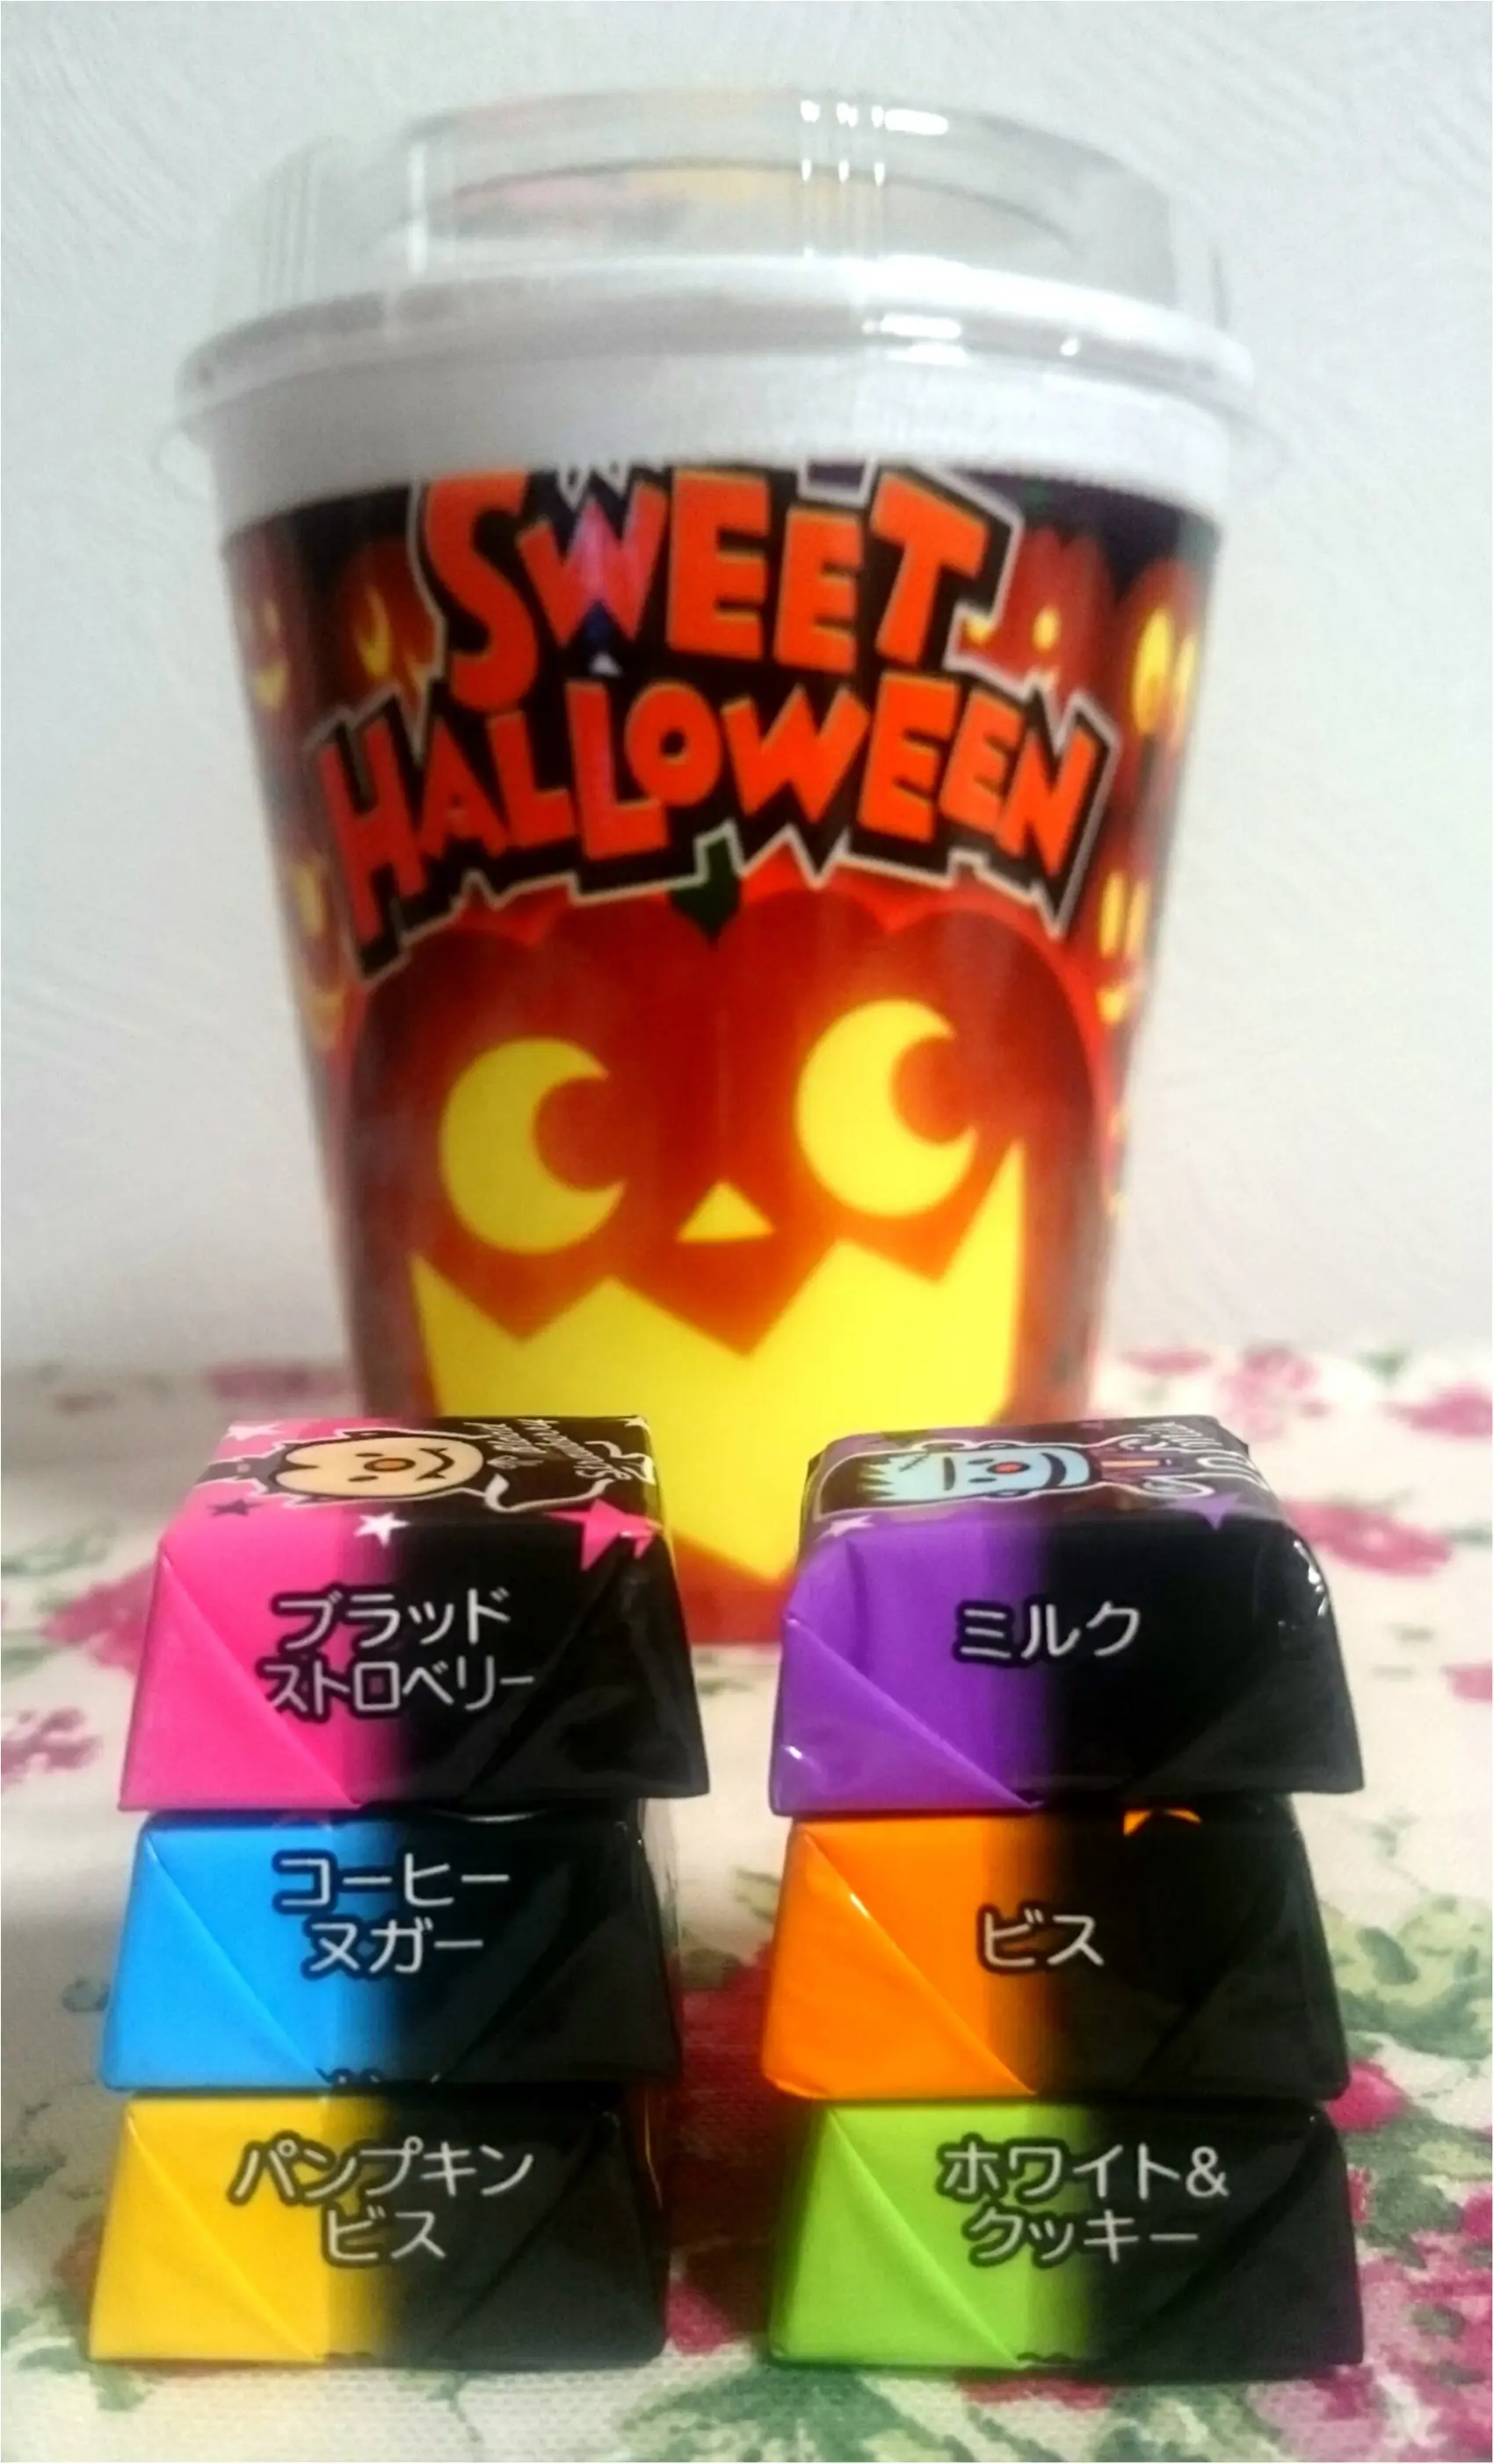 SWEET
HALLOWEEN
ブラッド
ストロベリー
ミルク
コーヒー
ヌガー
ビス
パンプキン
ビス
ホワイト&
クッキー